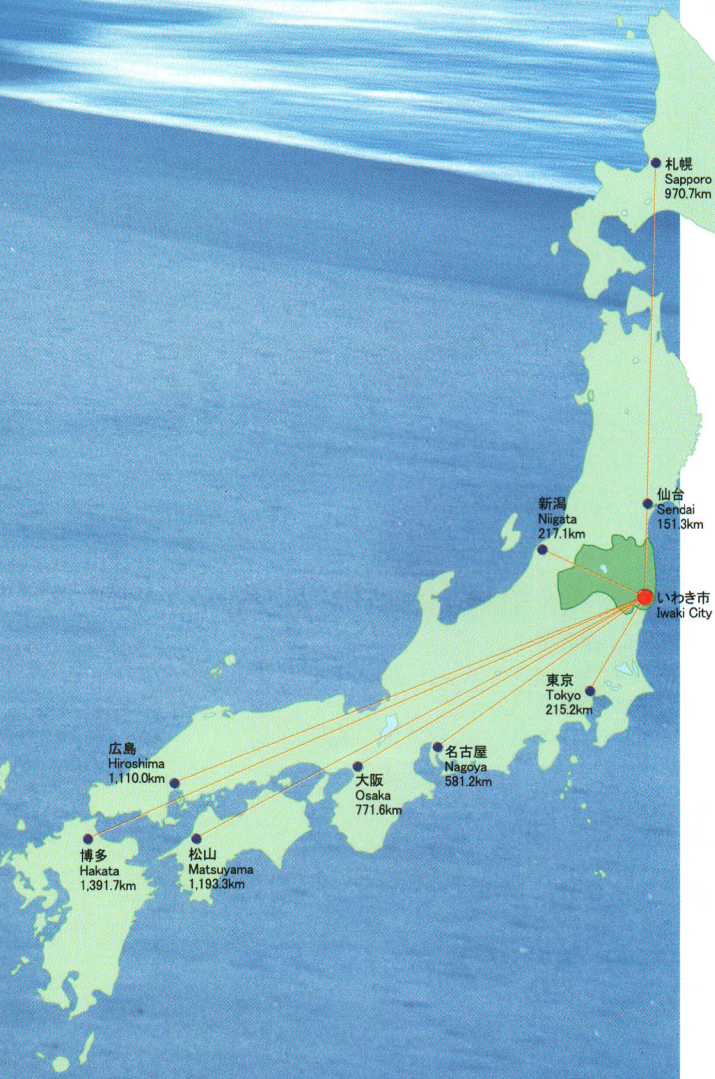 札幌
Sapporo
970.7km
仙台
Sendai
151.3km
新潟
Niigata
217.1km
いわき市
Iwaki City
東京
Tokyo
215.2km
名古屋
Nagoya
581.2km
大阪
Osaka
771.6km
広島
Hiroshima
1,110.0km
松山
Matsuyama
1,193.3km
博多
Hakata
1,391.7km